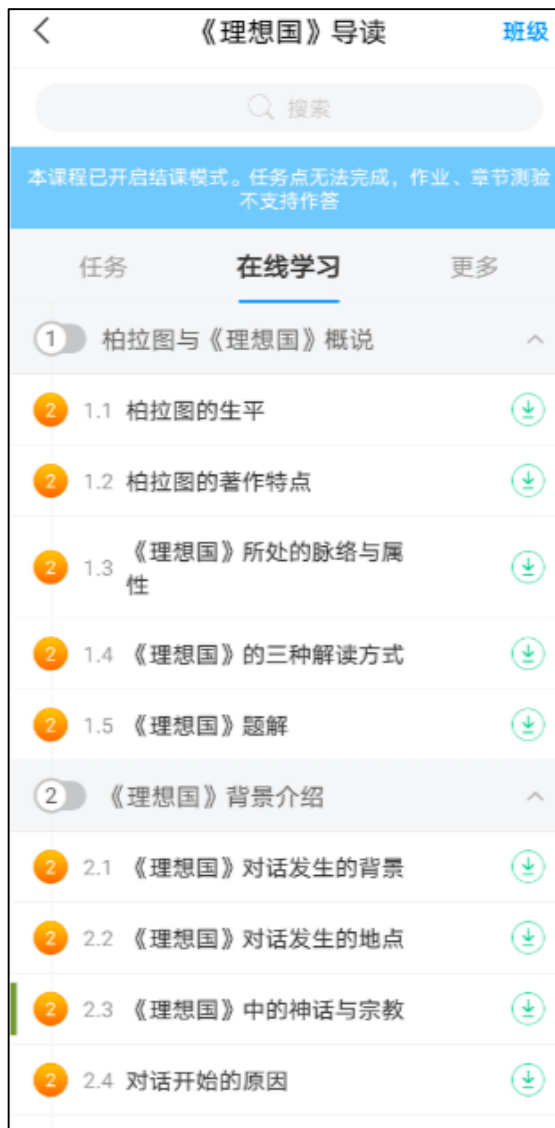 《理想国》导读 班级
搜索
本课程已开启结课模式。任务点无法完成，作业、章节测验
不支持作答
任务 在线学习 更多
1 柏拉图与《理想国》概说
2 1.1 柏拉图的生平
2 1.2 柏拉图的著作特点
2 1.3 《理想国》所处的脉络与属
性
2 1.4 《理想国》的三种解读方式
2 1.5 《理想国》题解
2 《理想国》背景介绍
2 2.1 《理想国》对话发生的背景
2 2.2 《理想国》对话发生的地点
2 2.3 《理想国》中的神话与宗教
2 2.4 对话开始的原因